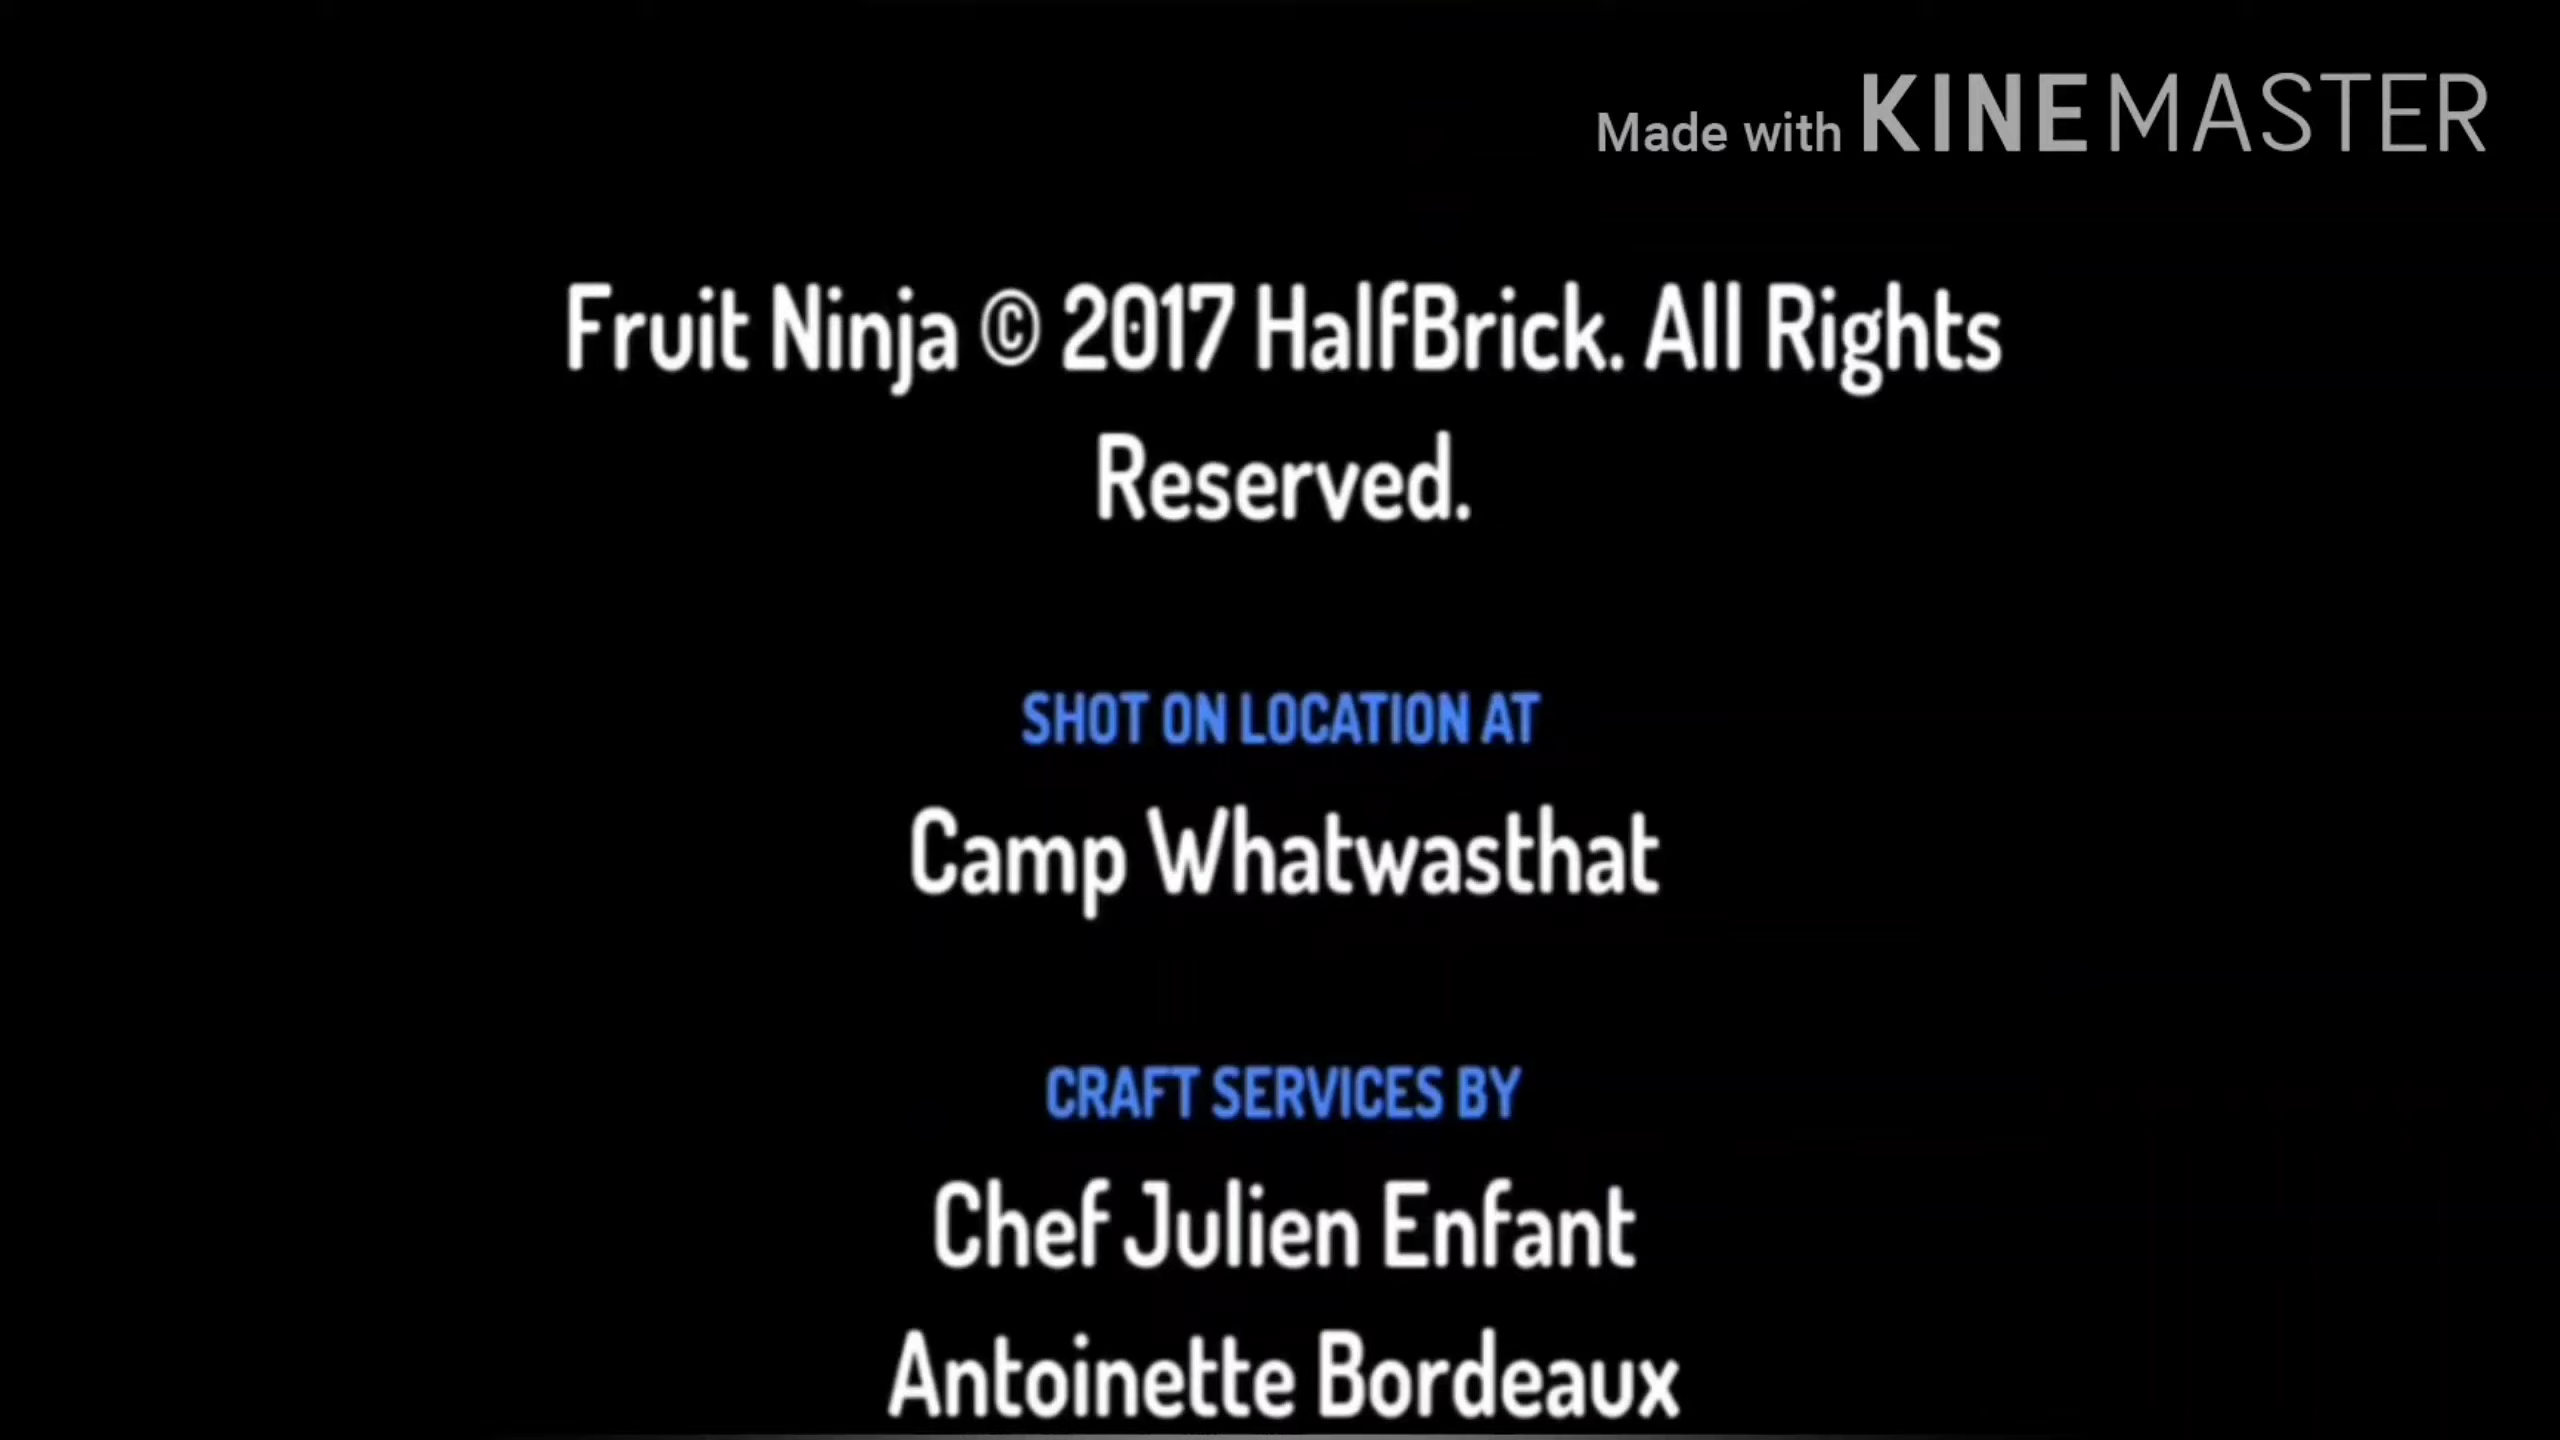 Made with KINEMASTER
Fruit Ninja © 2017 HalfBrick. All Rights
Reserved.
SHOT ON LOCATION AT
Camp Whatwasthat
CRAFT SERVICES BY
Chef Julien Enfant
Antoinette Bordeaux